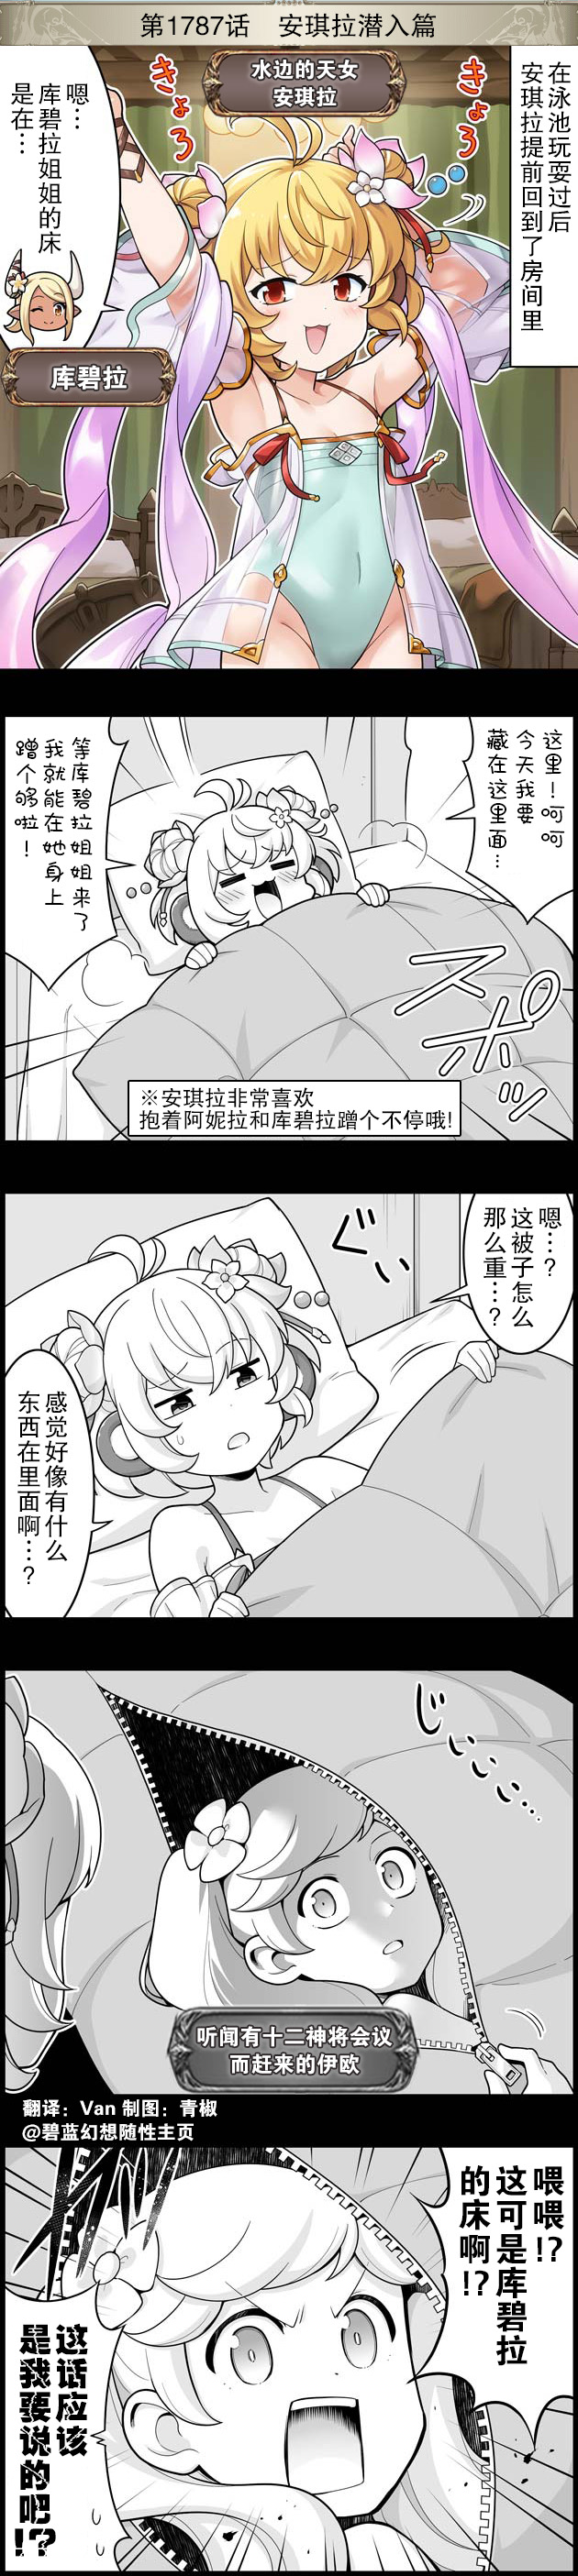 第1787话　安琪拉潜入篇
水边的天女
安琪拉
在泳池玩耍过后
安琪拉提前回到了房间里
きょろ
きょろ
嗯…
库碧拉姐姐的床
是在…
库碧拉
这里！呵呵
今天我要
藏在这里面…
等库碧拉姐姐来了
我就能在她身上
蹭个够啦！
スポッ
※安琪拉非常喜欢
抱着阿妮拉和库碧拉蹭个不停哦!
嗯…?
这被子怎么
那么重…?
ぐぃ
感觉好像有什么
东西在里面啊…?
じここここ…
听闻有十二神将会议
而赶来的伊欧
翻译：Van 制图：青椒
@碧蓝幻想随性主页
喂喂!?
这可是库碧拉
的床啊!?
这话应该
是我要说的吧!?